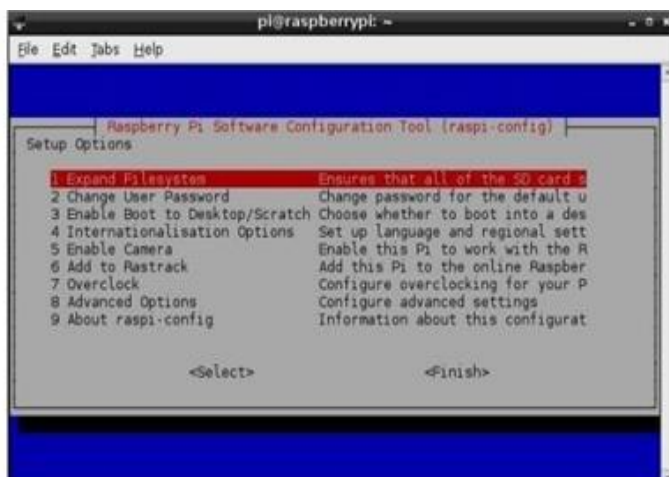 pi@raspberrypi: ~
File Edit Tabs Help
Raspberry Pi Software Configuration Tool (raspi-config)
Setup Options
1 Expand Filesystem Ensures that all of the SD card s
2 Change User Password Change password for the default u
3 Enable Boot to Desktop/Scratch Choose whether to boot into a des
4 Internationalisation Options Set up language and regional sett
5 Enable Camera Enable this Pi to work with the R
6 Add to Rastrack Add this Pi to the online Raspber
7 Overclock Configure overclocking for your P
8 Advanced Options Configure advanced settings
9 About raspi-config Information about this configurat
<Select> <Finish>